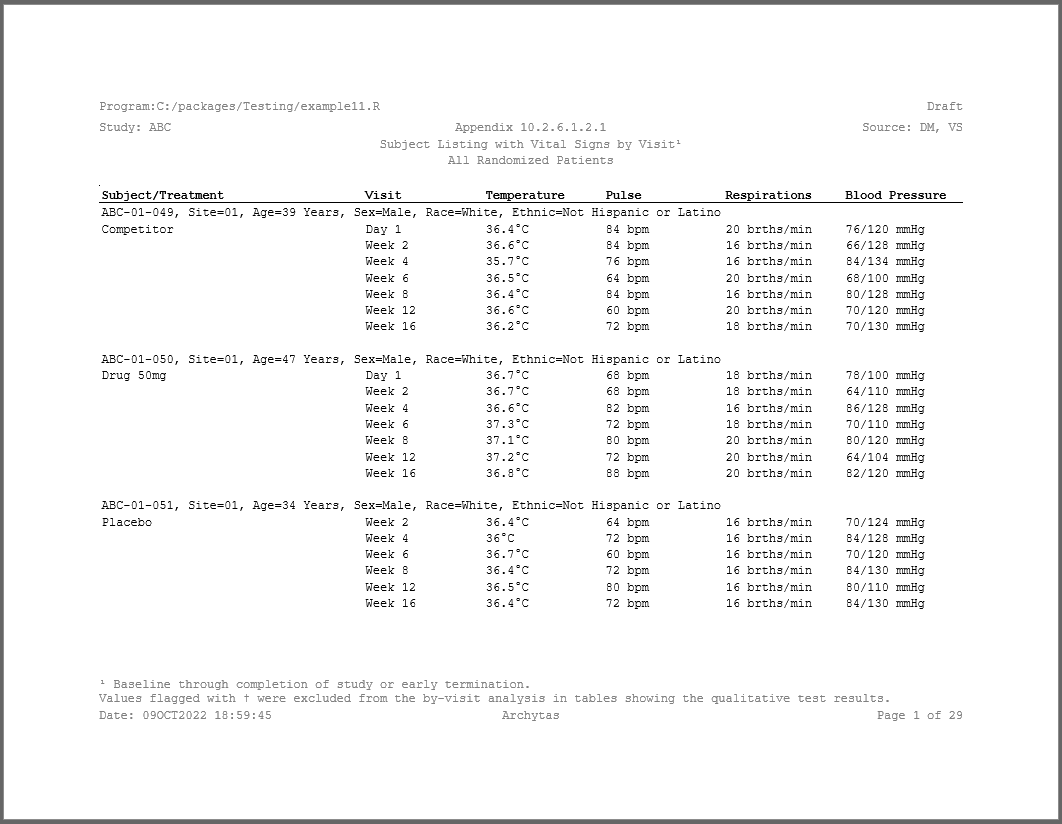 Program:C:/packages/Testing/example11.R Draft
Study: ABC Appendix 10.2.6.1.2.1 Source: DM, VS
Subject Listing with Vital Signs by Visit¹
All Randomized Patients
Subject/Treatment Visit Temperature Pulse Respirations Blood Pressure
ABC-01-049, Site=01, Age=39 Years, Sex=Male, Race=White, Ethnic=Not Hispanic or Latino
Competitor Day 1 36.4°C 84 bpm 20 brths/min 76/120 mmHg
Week 2 36.6°C 84 bpm 16 brths/min 66/128 mmHg
Week 4 35.7°C 76 bpm 16 brths/min 84/134 mmHg
Week 6 36.5°C 64 bpm 20 brths/min 68/100 mmHg
Week 8 36.4°C 84 bpm 16 brths/min 80/128 mmHg
Week 12 36.6°C 60 bpm 20 brths/min 70/120 mmHg
Week 16 36.2°C 72 bpm 18 brths/min 70/130 mmHg
ABC-01-050, Site=01, Age=47 Years, Sex=Male, Race=White, Ethnic=Not Hispanic or Latino
Drug 50mg Day 1 36.7°C 68 bpm 18 brths/min 78/100 mmHg
Week 2 36.7°C 68 bpm 18 brths/min 64/110 mmHg
Week 4 36.6°C 82 bpm 16 brths/min 86/128 mmHg
Week 6 37.3°C 72 bpm 18 brths/min 70/110 mmHg
Week 8 37.1°C 80 bpm 20 brths/min 80/120 mmHg
Week 12 37.2°C 72 bpm 20 brths/min 64/104 mmHg
Week 16 36.8°C 88 bpm 20 brths/min 82/120 mmHg
ABC-01-051, Site=01, Age=34 Years, Sex=Male, Race=White, Ethnic=Not Hispanic or Latino
Placebo Week 2 36.4°C 64 bpm 16 brths/min 70/124 mmHg
Week 4 36°C 72 bpm 16 brths/min 84/128 mmHg
Week 6 36.7°C 60 bpm 16 brths/min 70/120 mmHg
Week 8 36.4°C 72 bpm 16 brths/min 84/130 mmHg
Week 12 36.5°C 80 bpm 16 brths/min 80/110 mmHg
Week 16 36.4°C 72 bpm 16 brths/min 84/130 mmHg
¹ Baseline through completion of study or early termination.
Values flagged with † were excluded from the by-visit analysis in tables showing the qualitative test results.
Date: 09OCT2022 18:59:45 Archytas Page 1 of 29